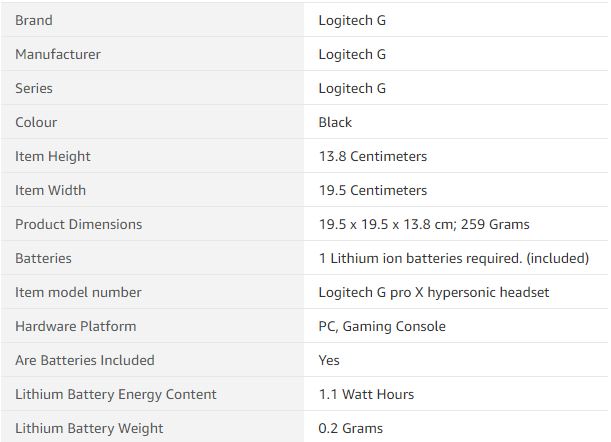 Brand Logitech G
Manufacturer Logitech G
Series Logitech G
Colour Black
Item Height 13.8 Centimeters
Item Width 19.5 Centimeters
Product Dimensions 19.5 x 19.5 x 13.8 cm; 259 Grams
Batteries 1 Lithium ion batteries required. (included)
Item model number Logitech G pro X hypersonic headset
Hardware Platform PC, Gaming Console
Are Batteries Included Yes
Lithium Battery Energy Content 1.1 Watt Hours
Lithium Battery Weight 0.2 Grams